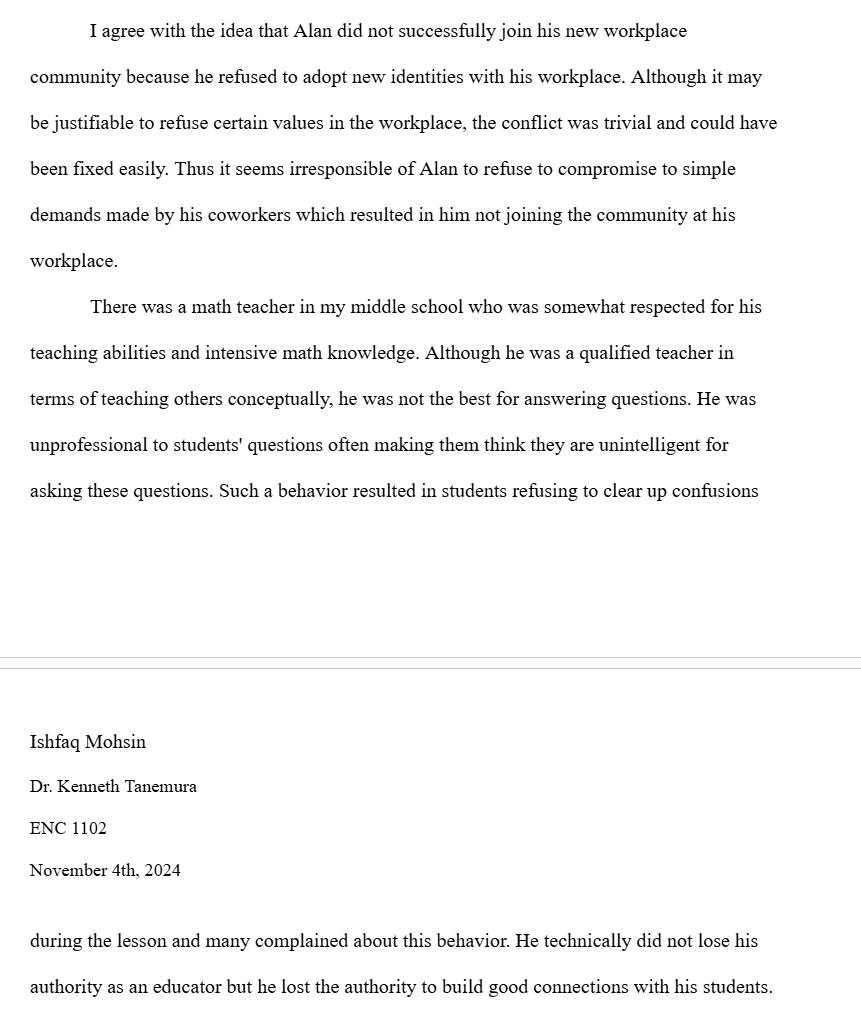 I agree with the idea that Alan did not successfully join his new workplace
community because he refused to adopt new identities with his workplace. Although it may
be justifiable to refuse certain values in the workplace, the conflict was trivial and could have
been fixed easily. Thus it seems irresponsible of Alan to refuse to compromise to simple
demands made by his coworkers which resulted in him not joining the community at his
workplace.
There was a math teacher in my middle school who was somewhat respected for his
teaching abilities and intensive math knowledge. Although he was a qualified teacher in
terms of teaching others conceptually, he was not the best for answering questions. He was
unprofessional to students' questions often making them think they are unintelligent for
asking these questions. Such a behavior resulted in students refusing to clear up confusions
Ishfaq Mohsin
Dr. Kenneth Tanemura
ENC 1102
November 4th, 2024
during the lesson and many complained about this behavior. He technically did not lose his
authority as an educator but he lost the authority to build good connections with his students.